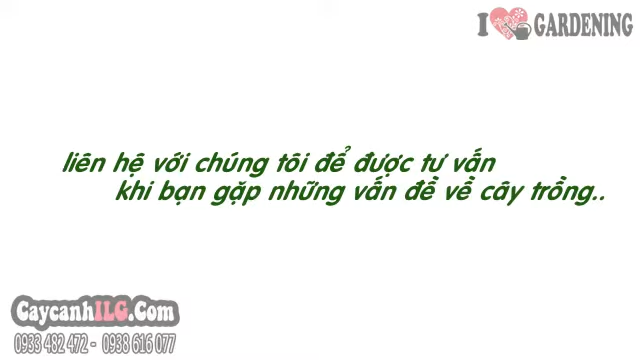 I GARDENING
liên hệ với chúng tôi để được tư vấn
khi bạn gặp những vấn đề về cây trồng..
CaycanhILG.Com
0933 482 472 - 0938 616 077